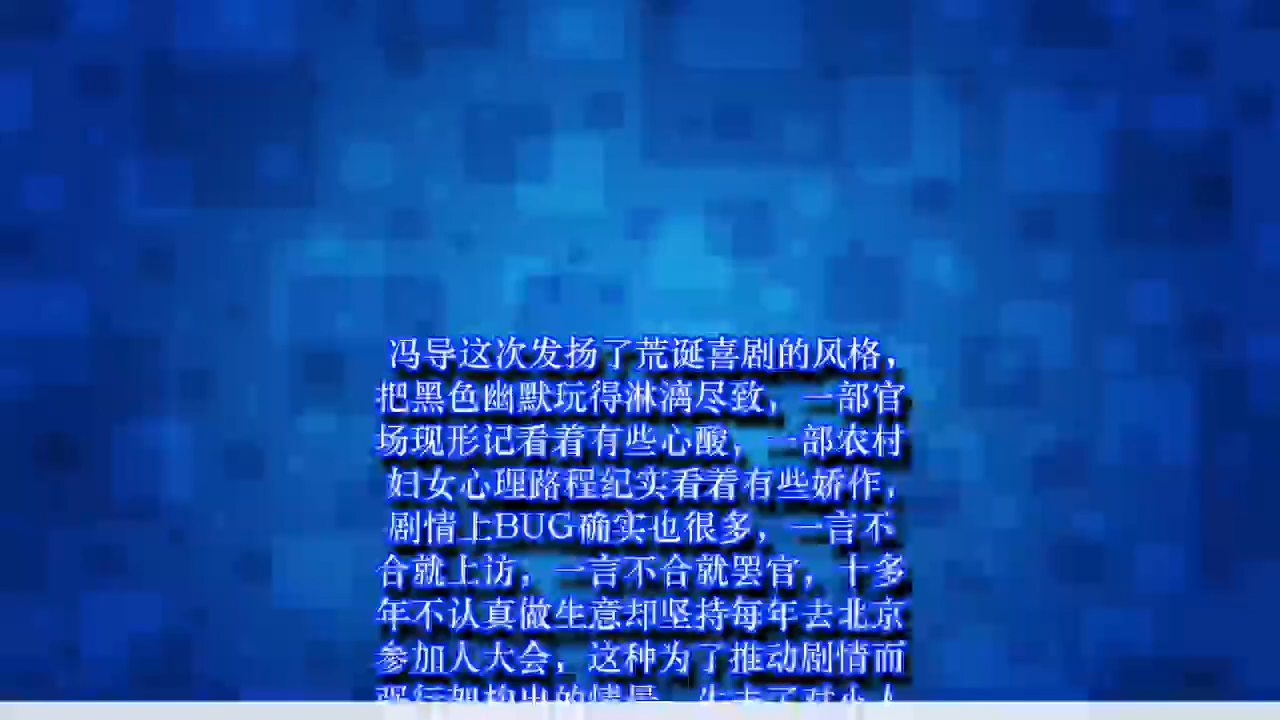 冯导这次发扬了荒诞喜剧的风格，
把黑色幽默玩得淋漓尽致，一部官
场现形记看着有些心酸，一部农村
妇女心理路程纪实看着有些娇作，
剧情上BUG确实也很多，一言不
合就上访，一言不合就罢官，十多
年不认真做生意却坚持每年去北京
参加人大会，这种为了推动剧情而